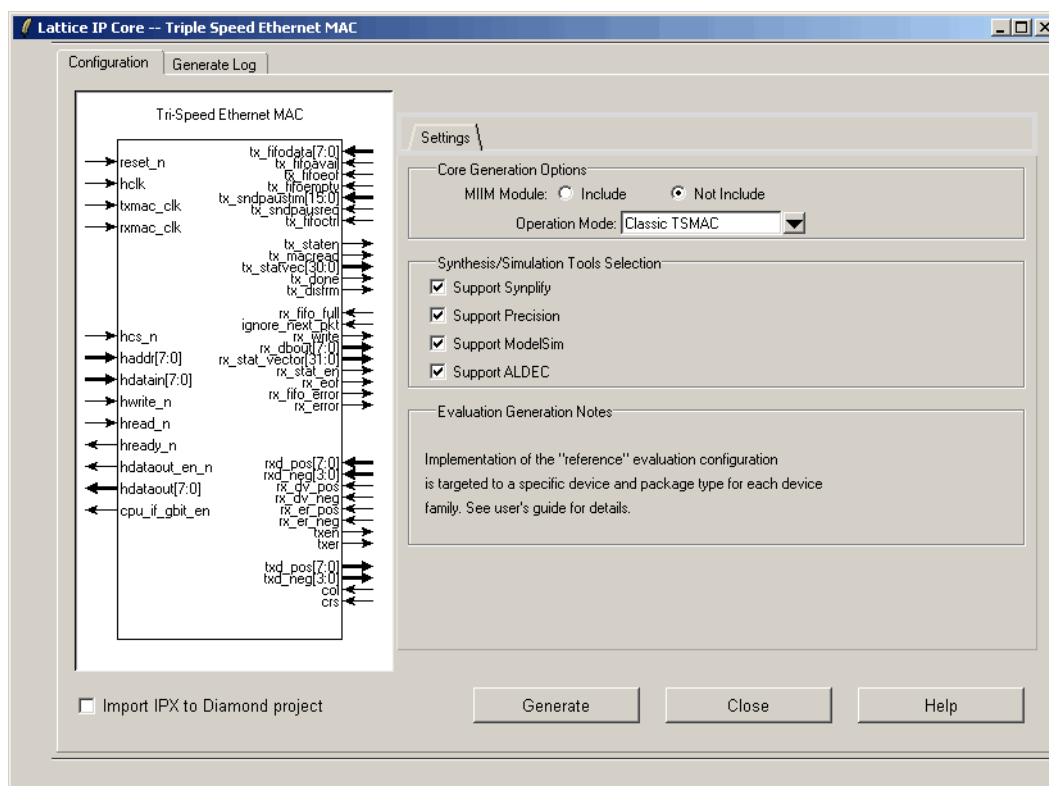 Lattice IP Core -- Triple Speed Ethernet MAC
Configuration
Generate Log
Tri-Speed Ethernet MAC
reset_n
hclk
txmac_clk
rxmac_clk
hcs_n
haddr[7:0]
hdatain[7:0]
hwrite_n
hread_n
hready_n
hdataout_en_n
hdataout[7:0]
cpu_if_gbit_en
tx_fifodata[7:0]
tx_fifoavail
tx_fifoeof
tx_fifoempty
tx_sndpaustim[15:0]
tx_sndpausreq
tx_fifoctrl
tx_staten
tx_macread
tx_statvec[30:0]
tx_done
tx_disfrm
rx_fifo_full
ignore_next_pkt
rx_write
rx_dbout[7:0]
rx_stat_vector[31:0]
rx_stat_en
rx_eof
rx_fifo_error
rx_error
rxd_pos[7:0]
rxd_neg[3:0]
rx_dv_pos
rx_dv_neg
rx_er_pos
rx_er_neg
txen
txer
txd_pos[7:0]
txd_neg[3:0]
col
crs
Settings
Core Generation Options
MIIM Module: Include Not Include
Operation Mode: Classic TSMAC
Synthesis/Simulation Tools Selection
Support Synplify
Support Precision
Support ModelSim
Support ALDEC
Evaluation Generation Notes
Implementation of the "reference" evaluation configuration
is targeted to a specific device and package type for each device
family. See user's guide for details.
Import IPX to Diamond project
Generate
Close
Help